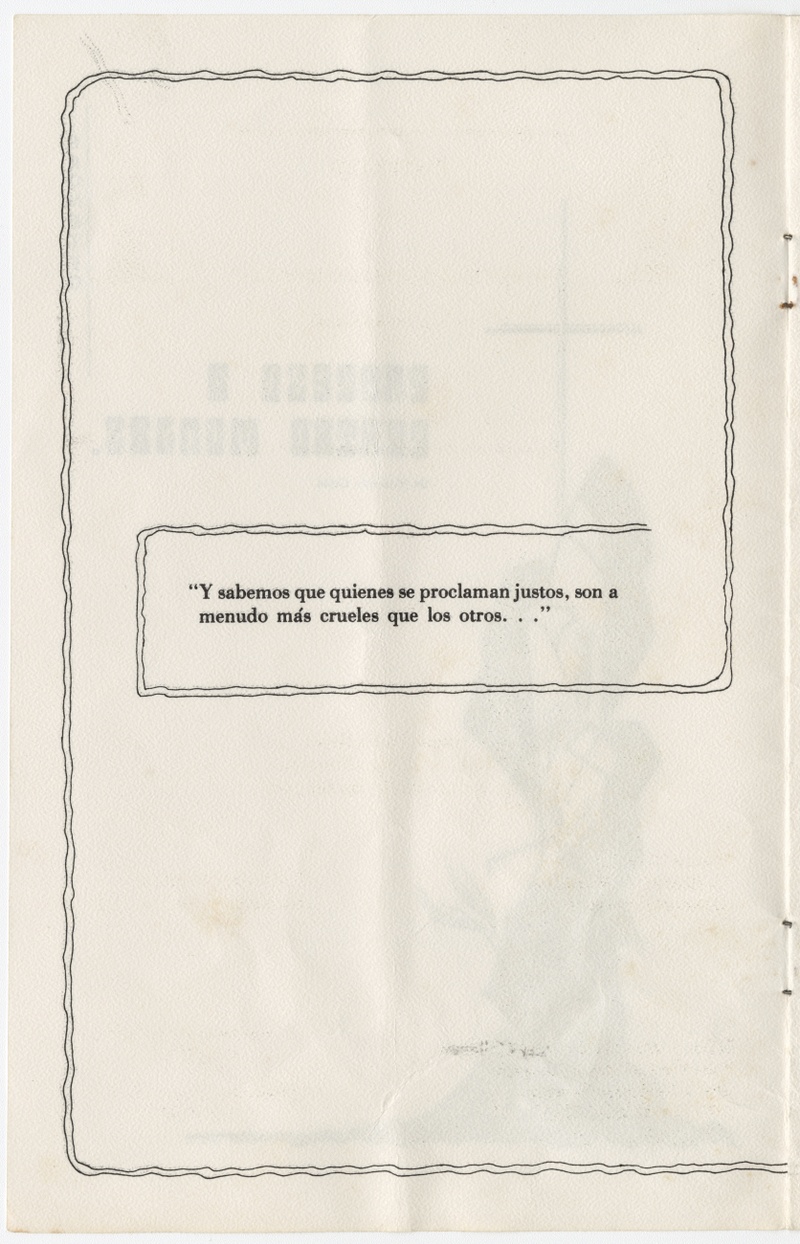 “Y sabemos que quienes se proclaman justos, son a
menudo más crueles que los otros. . .”